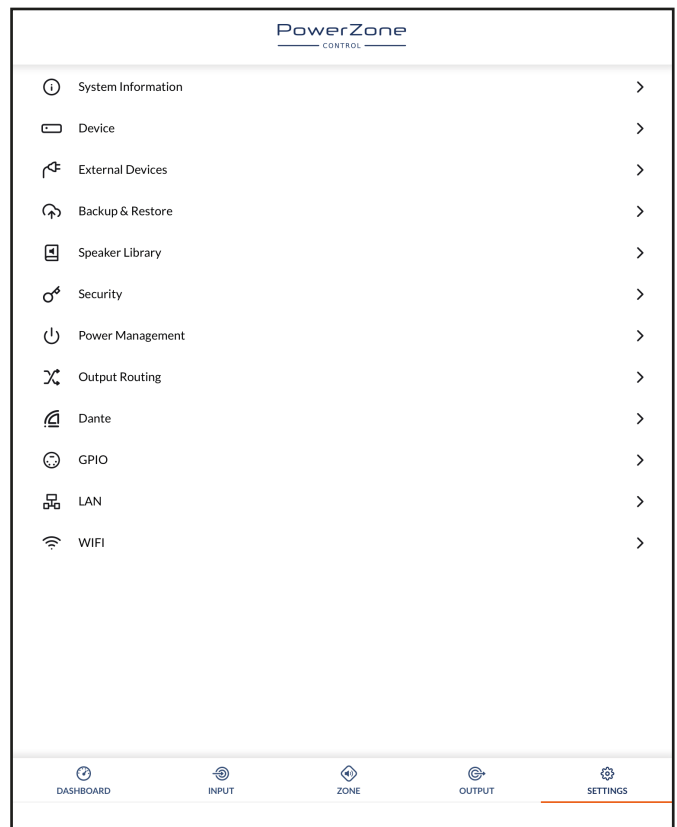 PowerZone
CONTROL
System Information
Device
External Devices
Backup & Restore
Speaker Library
Security
Power Management
Output Routing
Dante
GPIO
LAN
WIFI
DASHBOARD INPUT ZONE OUTPUT SETTINGS